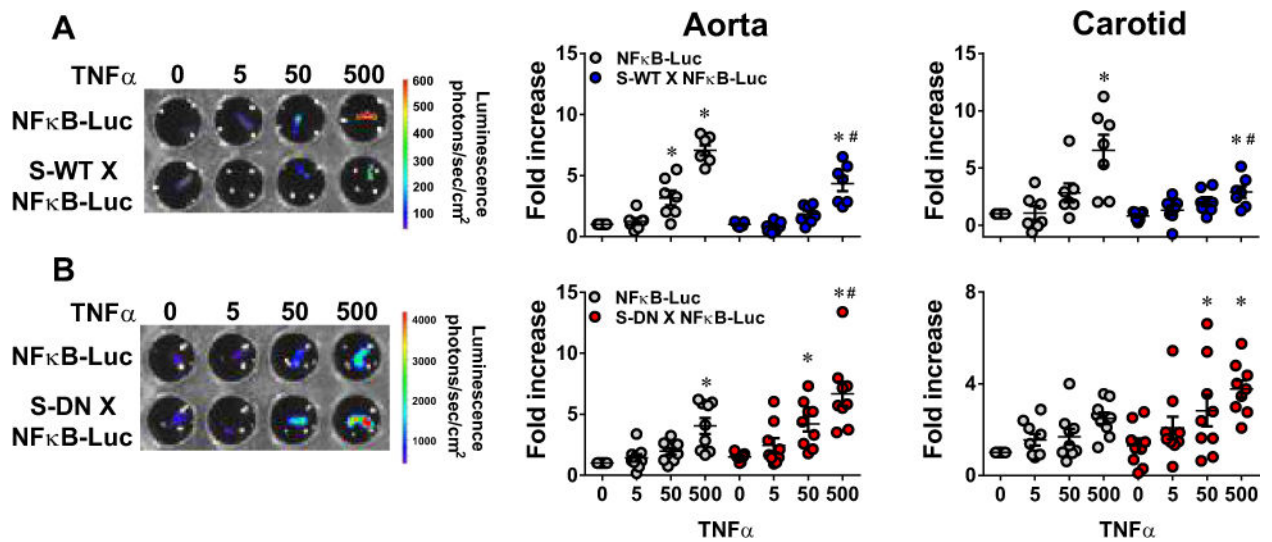 A
TNFα 0 5 50 500
NFκB-Luc
S-WT X
NFκB-Luc
600
500
400
300
200
100
Luminescence
photons/sec/cm2
Aorta
Fold increase
15
10
5
0
NFκB-Luc
S-WT X NFκB-Luc
*
*
* #
Carotid
Fold increase
15
10
5
0
*
* #
B
TNFα 0 5 50 500
NFκB-Luc
S-DN X
NFκB-Luc
4000
3000
2000
1000
Luminescence
photons/sec/cm2
Fold increase
15
10
5
0
NFκB-Luc
S-DN X NFκB-Luc
*
*
*#
0 5 50 500 0 5 50 500
TNFα
Fold increase
8
4
0
*
*
0 5 50 500 0 5 50 500
TNFα